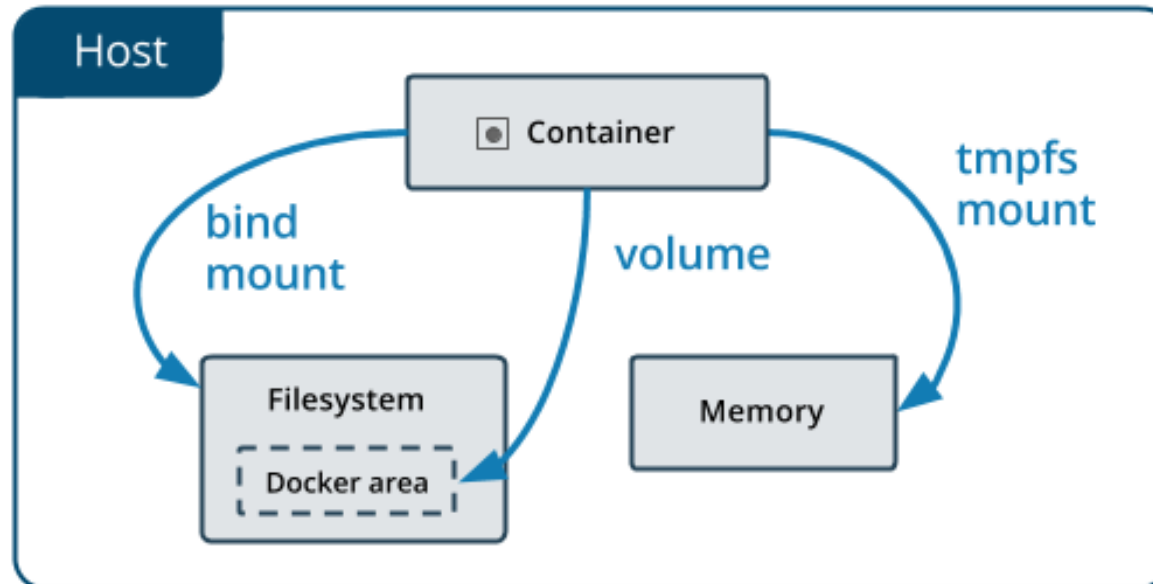 Host
Container
bind
mount
volume
tmpfs
mount
Filesystem
Docker area
Memory